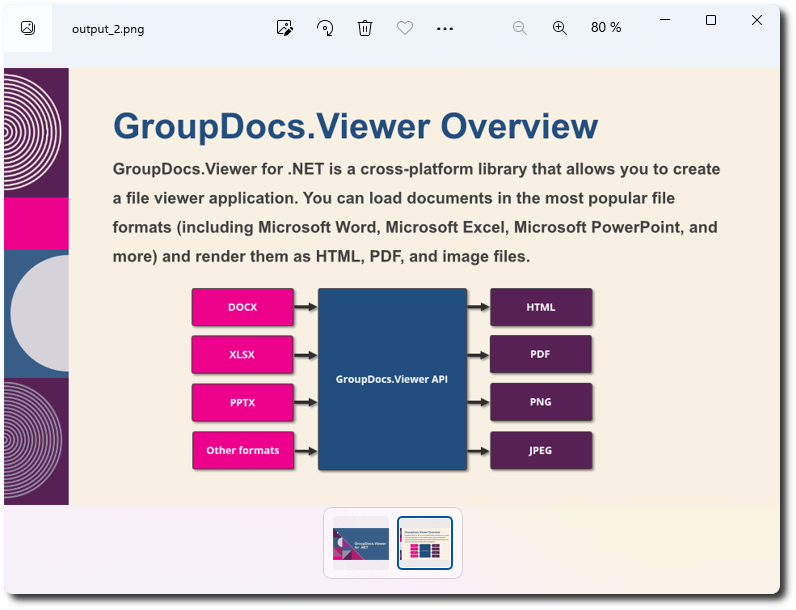 output_2.png
80 %
GroupDocs.Viewer Overview
GroupDocs.Viewer for .NET is a cross-platform library that allows you to create
a file viewer application. You can load documents in the most popular file
formats (including Microsoft Word, Microsoft Excel, Microsoft PowerPoint, and
more) and render them as HTML, PDF, and image files.
DOCX
XLSX
PPTX
Other formats
GroupDocs.Viewer API
HTML
PDF
PNG
JPEG
GroupDocs.Viewer
for .NET
GroupDocs.Viewer Overview